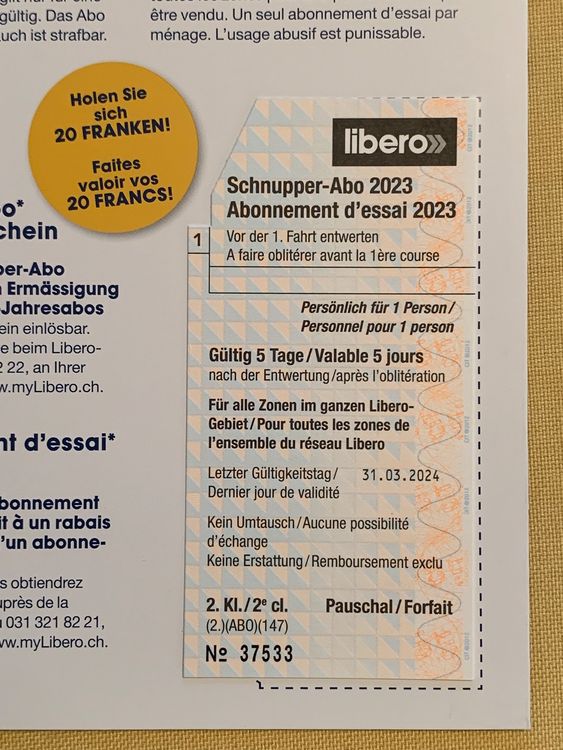 gültig. Das Abo
auch ist strafbar.
être vendu. Un seul abonnement d'essai par
ménage. L'usage abusif est punissable.
Holen Sie
sich
20 FRANKEN!
Faites
valoir vos
20 FRANCS!
libero»
Schnupper-Abo 2023
Abonnement d'essai 2023
1
Vor der 1. Fahrt entwerten
A faire oblitérer avant la 1ère course
Persönlich für 1 Person/
Personnel pour 1 person
Gültig 5 Tage/Valable 5 jours
nach der Entwertung/après l'oblitération
Für alle Zonen im ganzen Libero-
Gebiet/Pour toutes les zones de
l'ensemble du réseau Libero
Letzter Gültigkeitstag/ 31.03.2024
Dernier jour de validité
Kein Umtausch/Aucune possibilité
d'échange
Keine Erstattung/Remboursement exclu
2. Kl./2e cl. Pauschal/Forfait
(2.)(ABO)(147)
№ 37533
bo*
chein
per-Abo
n Ermässigung
-Jahresabos
ein einlösbar.
e beim Libero-
2 22, an Ihrer
w.myLibero.ch.
nt d'essai*
bonnement
it à un rabais
'un abonne-
s obtiendrez
uprès de la
u 031 321 82 21,
ww.myLibero.ch.